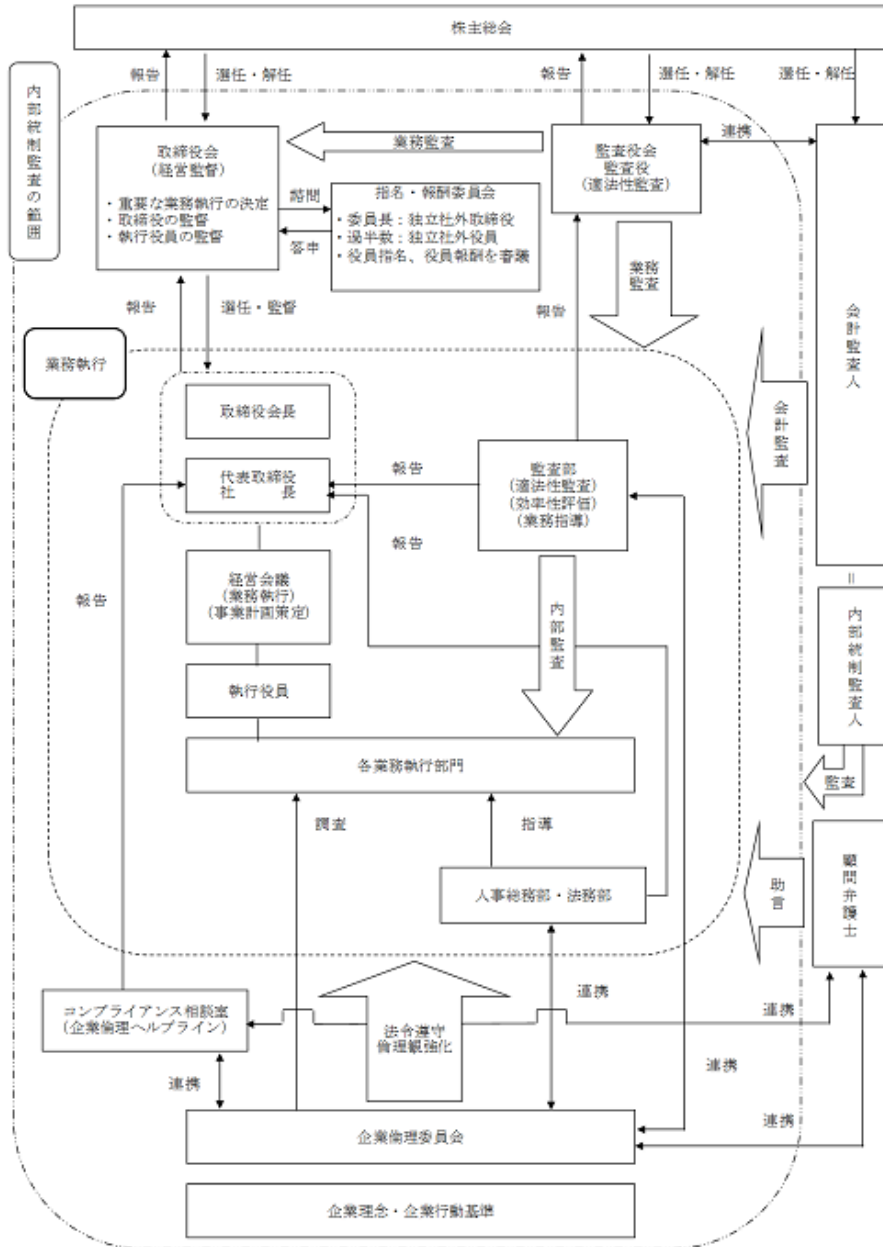 株主総会
報告
選任・解任
報告
選任・解任
選任・解任
内部統制監査の範囲
取締役会
(経営監督)
・重要な業務執行の決定
・取締役の監督
・執行役員の監督
業務監査
監査役会
監査役
(適法性監査)
連携
諮問
答申
指名・報酬委員会
・委員長：独立社外取締役
・過半数：独立社外役員
・役員指名、役員報酬を審議
業務
監査
報告
選任・監督
報告
会計監査人
業務執行
取締役会長
代表取締役
社　　長
報告
監査部
(適法性監査)
(効率性評価)
(業務指導)
会計監査
報告
報告
経営会議
(業務執行)
(事業計画策定)
内部監査
＝
内部統制監査人
執行役員
各業務執行部門
監査
調査
指導
人事総務部・法務部
助言
顧問弁護士
コンプライアンス相談室
(企業倫理ヘルプライン)
法令遵守
倫理観強化
連携
連携
連携
連携
連携
企業倫理委員会
企業理念・企業行動基準